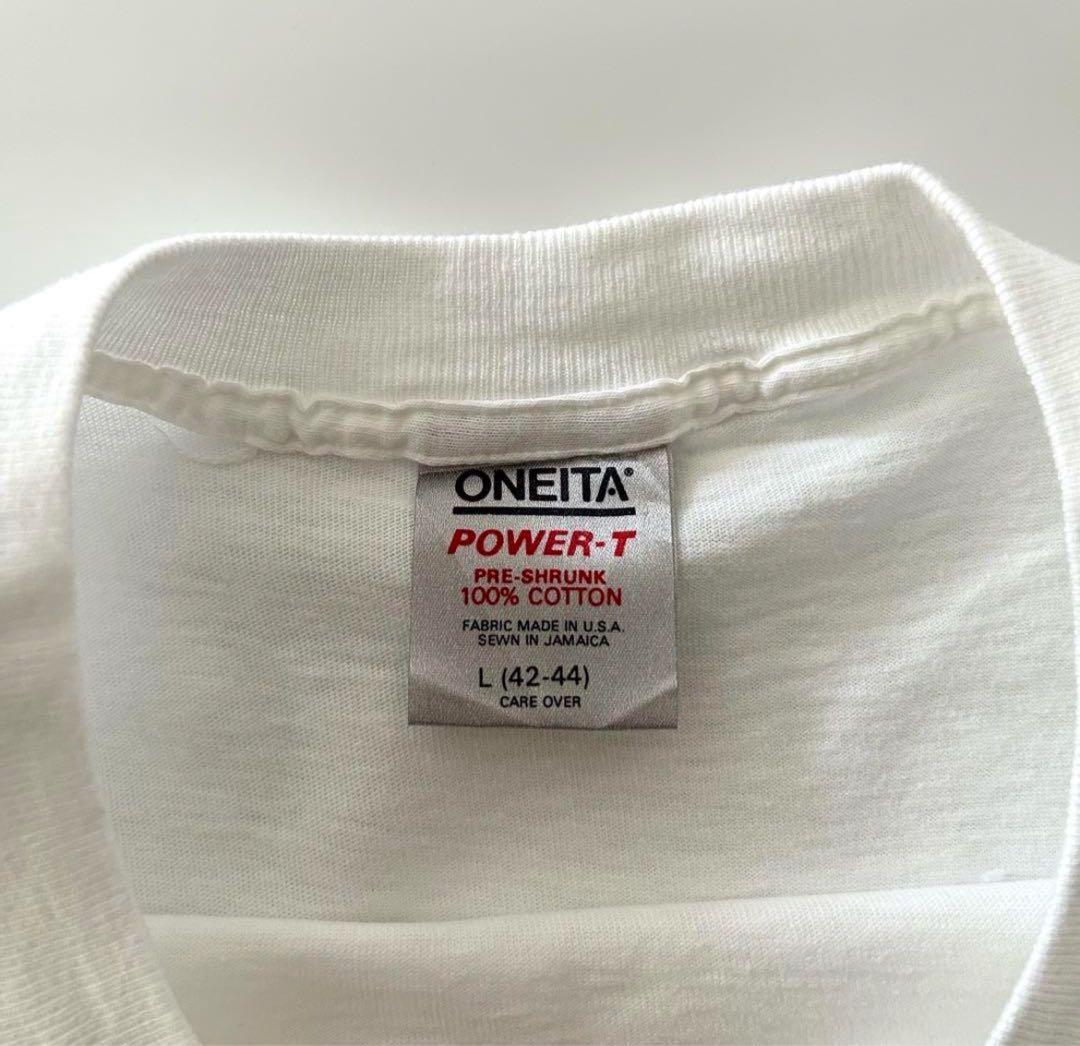 ONEITA®
POWER-T
PRE-SHRUNK
100% COTTON
FABRIC MADE IN U.S.A.
SEWN IN JAMAICA
L (42-44)
CARE OVER